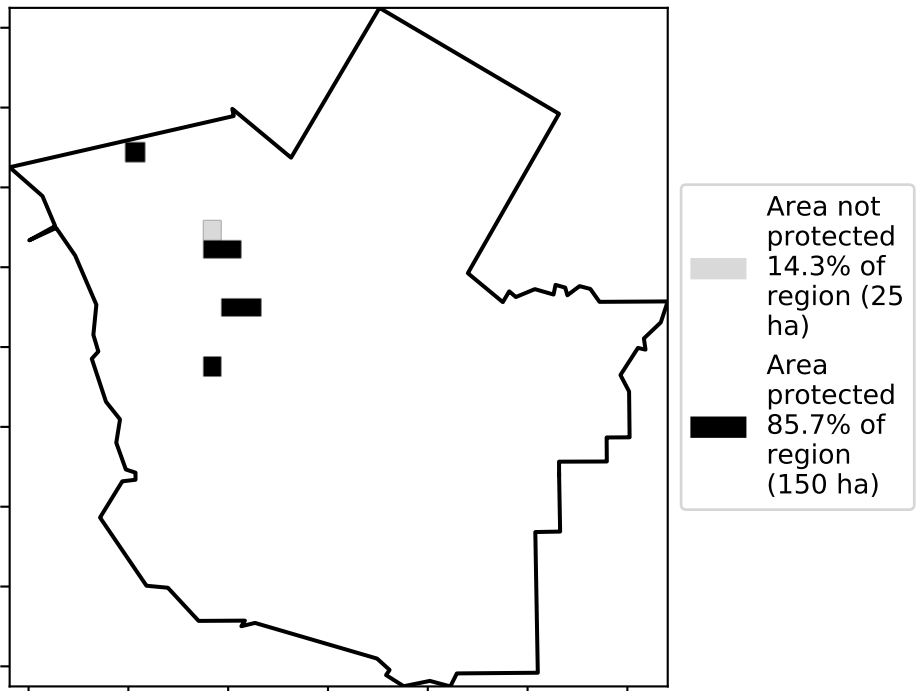 Area not
protected
14.3% of
region (25
ha)
Area
protected
85.7% of
region
(150 ha)